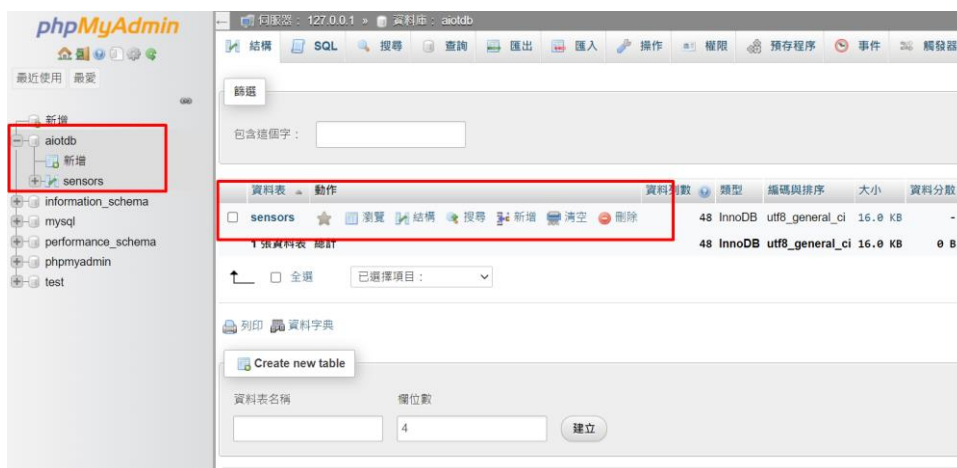 phpMyAdmin
最近使用 最愛
新增
aiotdb
新增
sensors
information_schema
mysql
performance_schema
phpmyadmin
test
伺服器： 127.0.0.1 » 資料庫： aiotdb
結構 SQL 搜尋 查詢 匯出 匯入 操作 權限 預存程序 事件 觸發器
篩選
包含這個字：
資料表 動作 資料列數 類型 編碼與排序 大小 資料分散
sensors 瀏覽 結構 搜尋 新增 清空 刪除 48 InnoDB utf8_general_ci 16.0 KB -
1 張資料表 總計 48 InnoDB utf8_general_ci 16.0 KB 0 B
全選 已選擇項目：
列印 資料字典
Create new table
資料表名稱 欄位數
4 建立